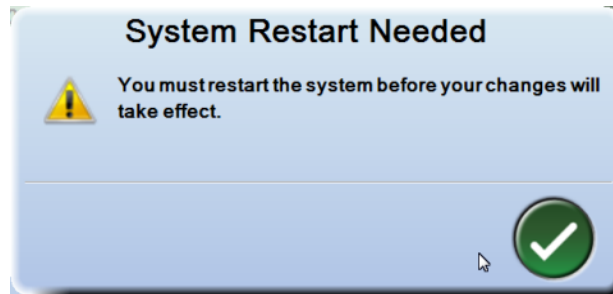 System Restart Needed
You must restart the system before your changes will
take effect.